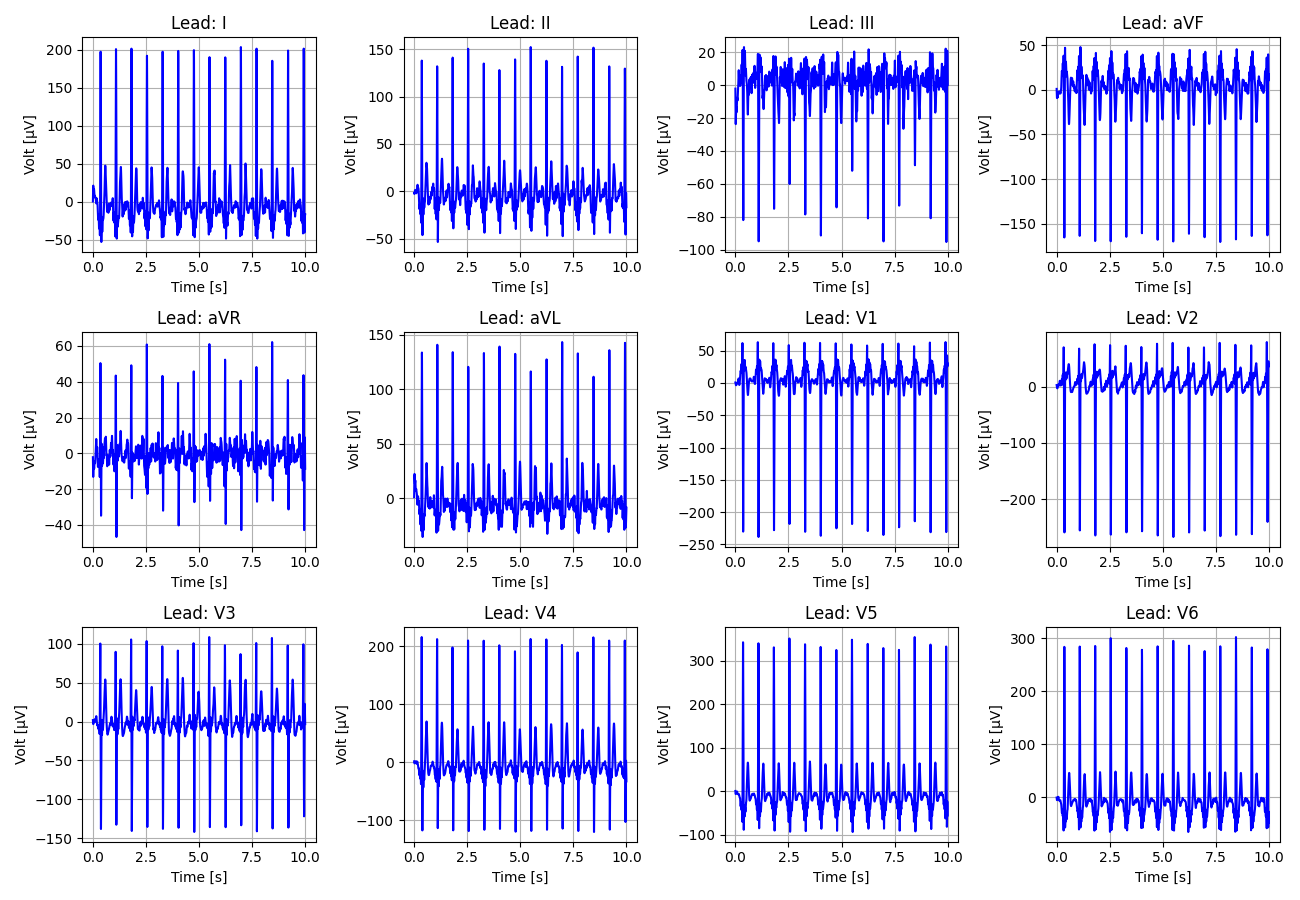 Lead: I
Lead: II
Lead: III
Lead: aVF
Volt [µV]
200
150
100
50
0
−50
0.0 2.5 5.0 7.5 10.0
Time [s]
Volt [µV]
150
100
50
0
−50
0.0 2.5 5.0 7.5 10.0
Time [s]
Volt [µV]
20
0
−20
−40
−60
−80
−100
0.0 2.5 5.0 7.5 10.0
Time [s]
Volt [µV]
50
0
−50
−100
−150
0.0 2.5 5.0 7.5 10.0
Time [s]
Lead: aVR
Lead: aVL
Lead: V1
Lead: V2
Volt [µV]
60
40
20
0
−20
−40
0.0 2.5 5.0 7.5 10.0
Time [s]
Volt [µV]
150
100
50
0
0.0 2.5 5.0 7.5 10.0
Time [s]
Volt [µV]
50
0
−50
−100
−150
−200
−250
0.0 2.5 5.0 7.5 10.0
Time [s]
Volt [µV]
0
−100
−200
0.0 2.5 5.0 7.5 10.0
Time [s]
Lead: V3
Lead: V4
Lead: V5
Lead: V6
Volt [µV]
100
50
0
−50
−100
−150
0.0 2.5 5.0 7.5 10.0
Time [s]
Volt [µV]
200
100
0
−100
0.0 2.5 5.0 7.5 10.0
Time [s]
Volt [µV]
300
200
100
0
−100
0.0 2.5 5.0 7.5 10.0
Time [s]
Volt [µV]
300
200
100
0
0.0 2.5 5.0 7.5 10.0
Time [s]